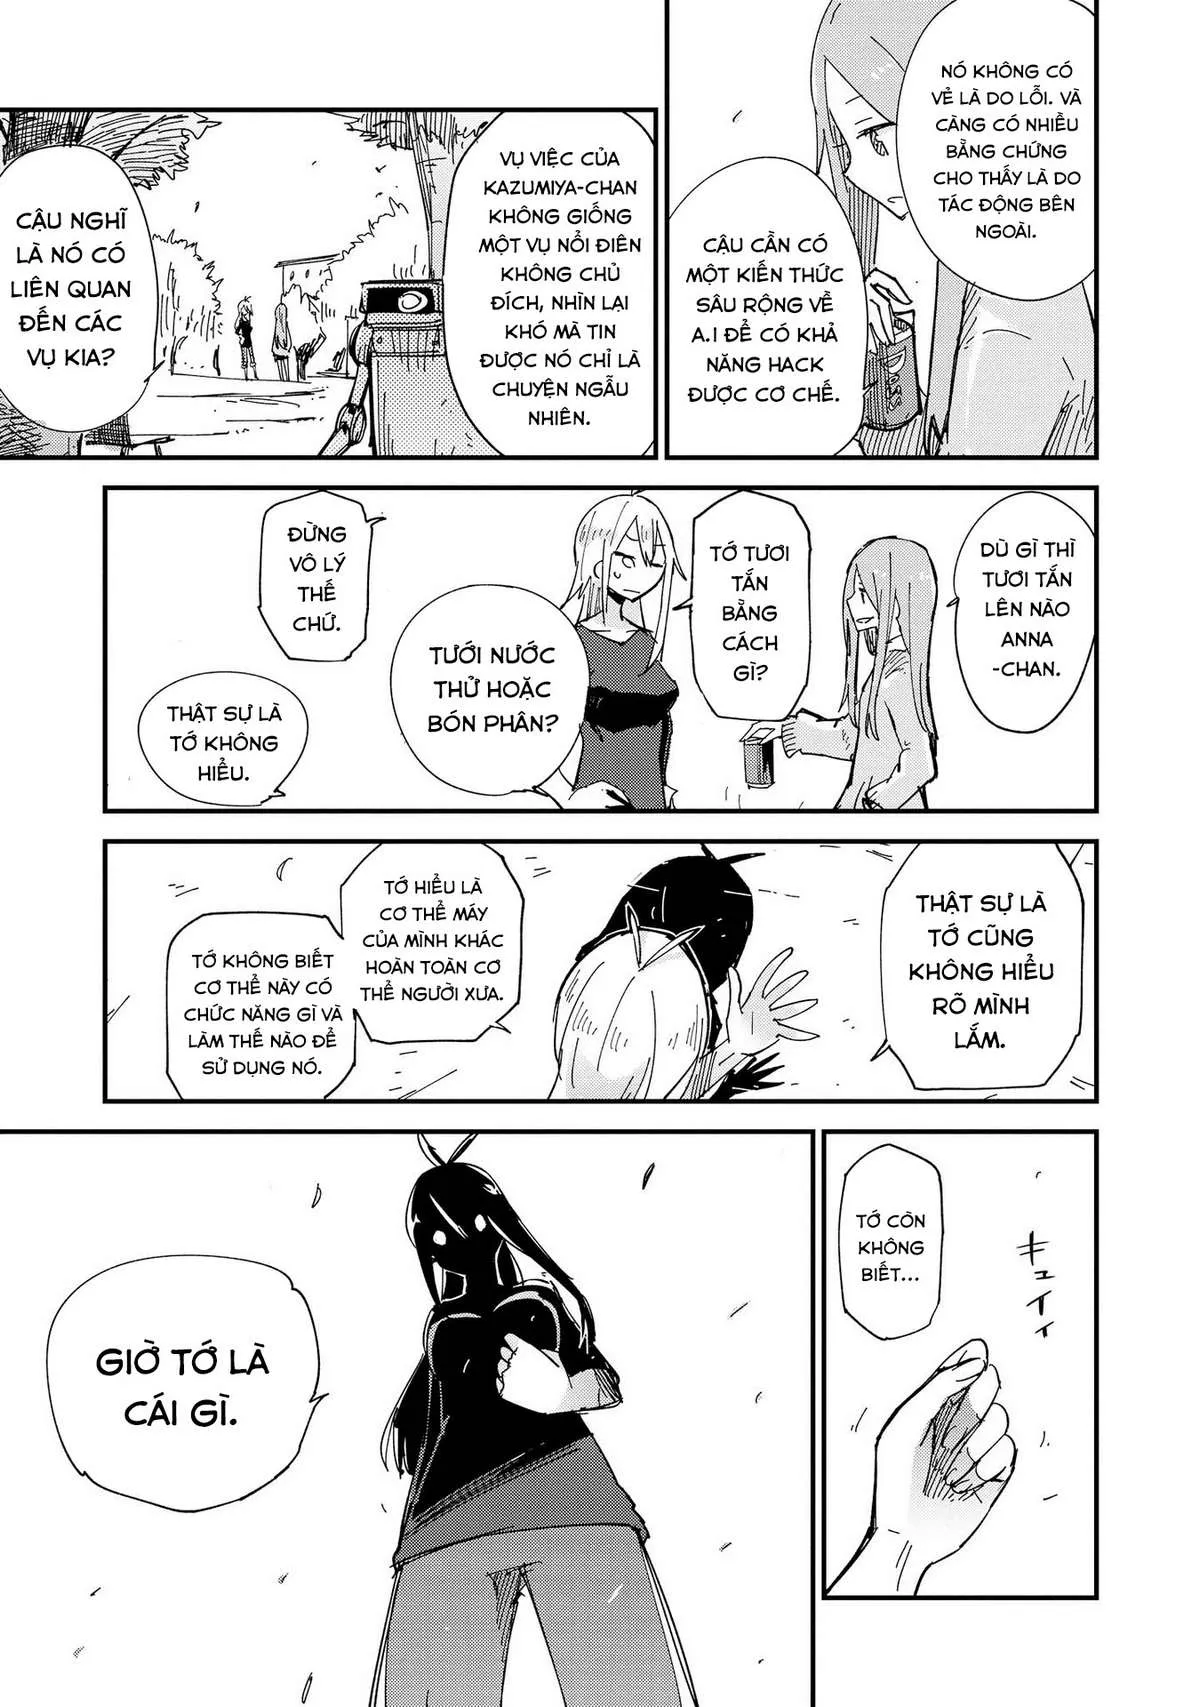 NÓ KHÔNG CÓ
VẺ LÀ DO LỖI. VÀ
CÀNG CÓ NHIỀU
BẰNG CHỨNG
CHO THẤY LÀ DO
TÁC ĐỘNG BÊN
NGOÀI.
CẬU CẦN CÓ
MỘT KIẾN THỨC
SÂU RỘNG VỀ
A.I ĐỂ CÓ KHẢ
NĂNG HACK
ĐƯỢC CƠ CHẾ.
VỤ VIỆC CỦA
KAZUMIYA-CHAN
KHÔNG GIỐNG
MỘT VỤ NỔI ĐIÊN
KHÔNG CHỦ
ĐÍCH, NHÌN LẠI
KHÓ MÀ TIN
ĐƯỢC NÓ CHỈ LÀ
CHUYỆN NGẪU
NHIÊN.
CẬU NGHĨ
LÀ NÓ CÓ
LIÊN QUAN
ĐẾN CÁC
VỤ KIA?
DÙ GÌ THÌ
TƯƠI TẮN
LÊN NÀO
ANNA
-CHAN.
TỚ TƯƠI
TẮN
BẰNG
CÁCH
GÌ?
TƯỚI NƯỚC
THỬ HOẶC
BÓN PHÂN?
ĐỪNG
VÔ LÝ
THẾ
CHỨ.
THẬT SỰ LÀ
TỚ KHÔNG
HIỂU.
THẬT SỰ LÀ
TỚ CŨNG
KHÔNG HIỂU
RÕ MÌNH
LẮM.
TỚ HIỂU LÀ
CƠ THỂ MÁY
CỦA MÌNH KHÁC
HOÀN TOÀN CƠ
THỂ NGƯỜI XƯA.
TỚ KHÔNG BIẾT
CƠ THỂ NÀY CÓ
CHỨC NĂNG GÌ VÀ
LÀM THẾ NÀO ĐỂ
SỬ DỤNG NÓ.
TỚ CÒN
KHÔNG
BIẾT...
キュイィ
GIỜ TỚ LÀ
CÁI GÌ.